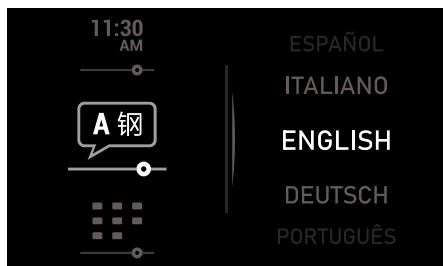 11:30
AM
A 钢
ESPAÑOL
ITALIANO
ENGLISH
DEUTSCH
PORTUGUÊS